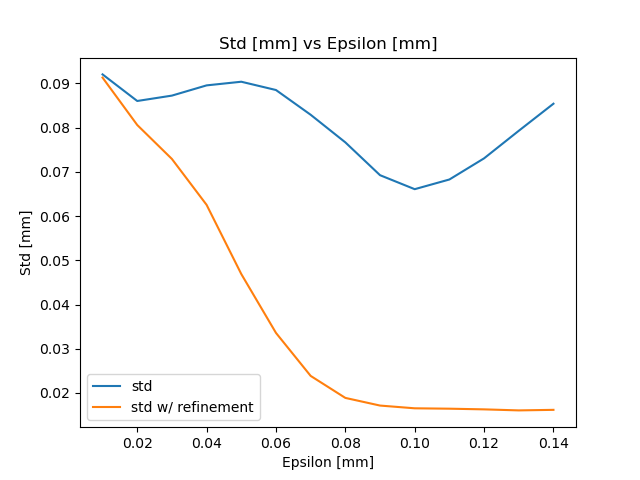 Std [mm] vs Epsilon [mm]
0.09
0.08
0.07
0.06
0.05
0.04
0.03
0.02
Std [mm]
std
std w/ refinement
0.02 0.04 0.06 0.08 0.10 0.12 0.14
Epsilon [mm]